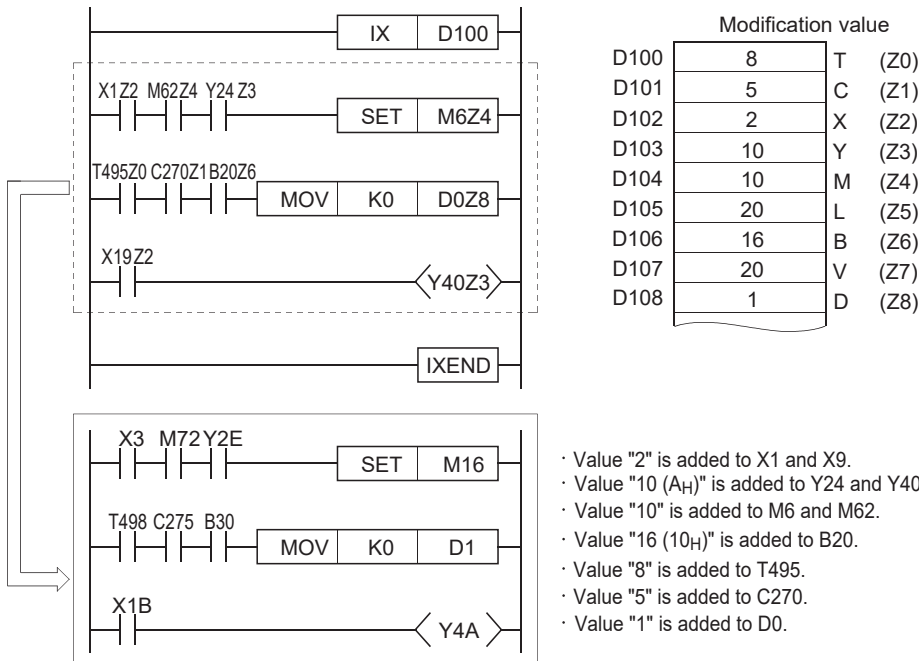 IX D100
X1Z2 M62Z4 Y24 Z3
SET M6Z4
T495Z0 C270Z1 B20Z6
MOV K0 D0Z8
X19Z2
Y40Z3
IXEND
Modification value
D100 8 T (Z0)
D101 5 C (Z1)
D102 2 X (Z2)
D103 10 Y (Z3)
D104 10 M (Z4)
D105 20 L (Z5)
D106 16 B (Z6)
D107 20 V (Z7)
D108 1 D (Z8)
X3 M72 Y2E
SET M16
T498 C275 B30
MOV K0 D1
X1B
Y4A
· Value "2" is added to X1 and X9.
· Value "10 (AH)" is added to Y24 and Y40
· Value "10" is added to M6 and M62.
· Value "16 (10H)" is added to B20.
· Value "8" is added to T495.
· Value "5" is added to C270.
· Value "1" is added to D0.